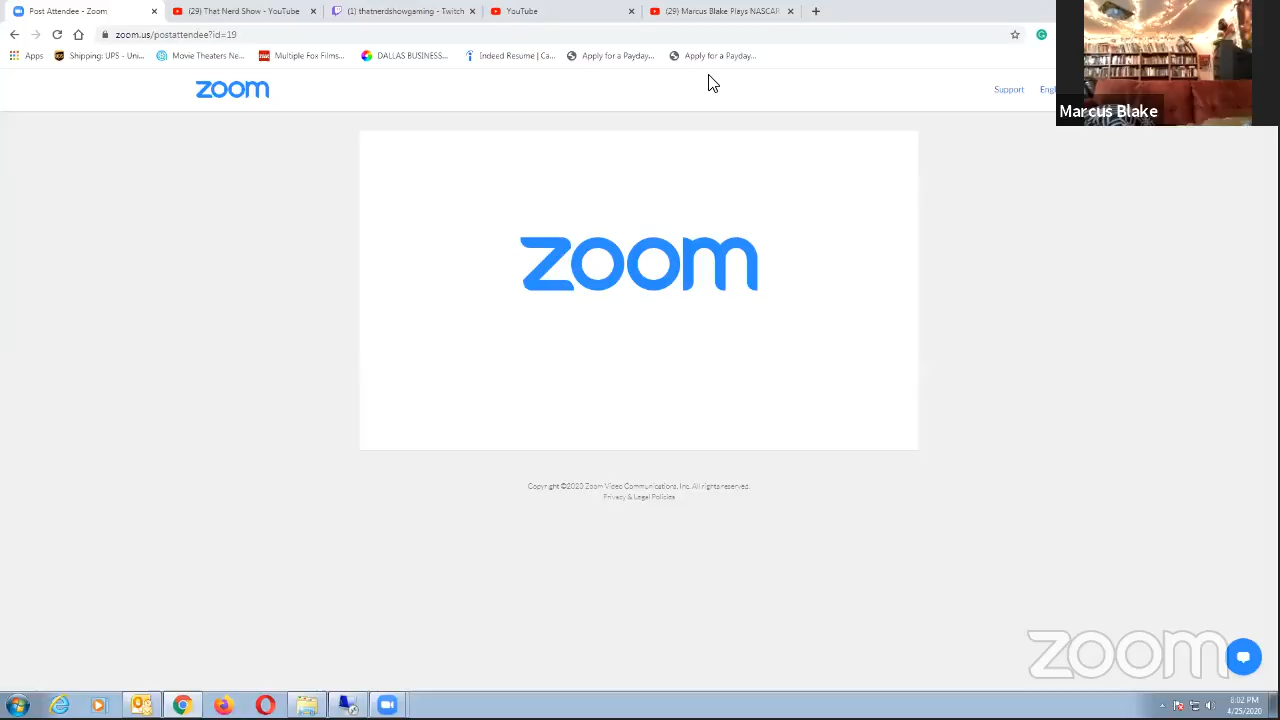 Post Attendee - Zoom
(29) That Nerd Show - YouTube
(1) thatnerdshowgaming - Twitch
YouTube
(29) Marcus Blake Plays NASCAR
zoom.us/postattendee?id=19
Apps
Shipping: UPS - Uni...
Movie Theaters Ne...
Multiple Fox Films...
DALLAS BUSINESS...
Indeed Resume | Ca...
Apply for a Payday...
Apply for a Payday...
zoom
Support
Engl
Marcus Blake
zoom
Copyright ©2020 Zoom Video Communications, Inc. All rights reserved.
Privacy & Legal Policies
zoom
8:02 PM
4/25/2020